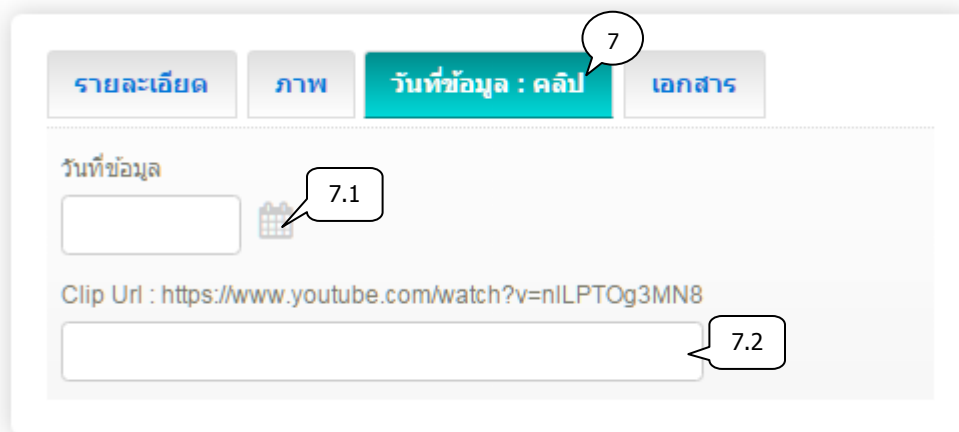 7
รายละเอียด ภาพ วันที่ข้อมูล : คลิป เอกสาร
วันที่ข้อมูล
7.1
Clip Url : https://www.youtube.com/watch?v=nlLPTOg3MN8
7.2